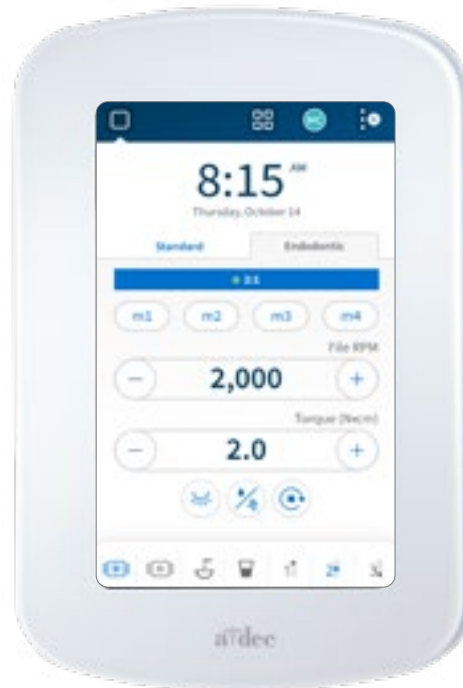 8:15 AM
Thursday, October 14
Standard Endodontic
m1 m2 m3 m4
File RPM
2,000
Torque (Ncm)
2.0
a-dec